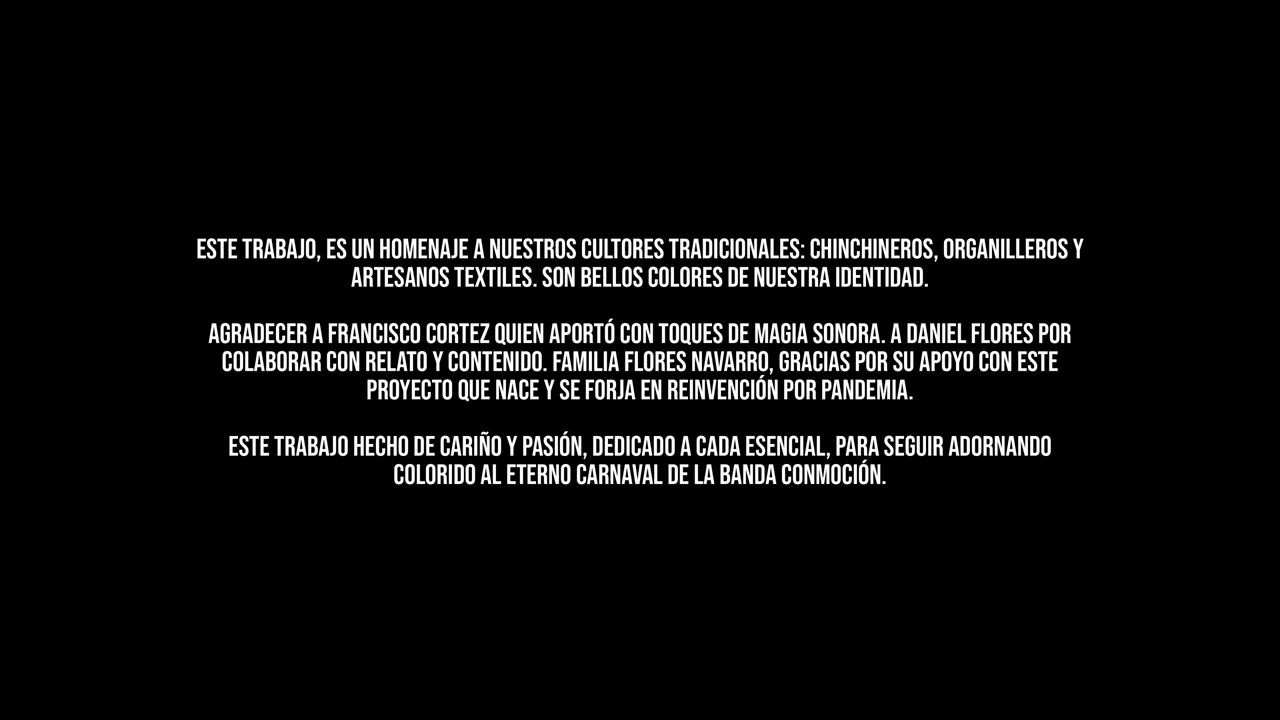 ESTE TRABAJO, ES UN HOMENAJE A NUESTROS CULTORES TRADICIONALES: CHINCHINEROS, ORGANILLEROS Y
ARTESANOS TEXTILES. SON BELLOS COLORES DE NUESTRA IDENTIDAD.
AGRADECER A FRANCISCO CORTEZ QUIEN APORTÓ CON TOQUES DE MAGIA SONORA. A DANIEL FLORES POR
COLABORAR CON RELATO Y CONTENIDO. FAMILIA FLORES NAVARRO, GRACIAS POR SU APOYO CON ESTE
PROYECTO QUE NACE Y SE FORJA EN REINVENCIÓN POR PANDEMIA.
ESTE TRABAJO HECHO DE CARIÑO Y PASIÓN, DEDICADO A CADA ESENCIAL, PARA SEGUIR ADORNANDO
COLORIDO AL ETERNO CARNAVAL DE LA BANDA CONMOCIÓN.